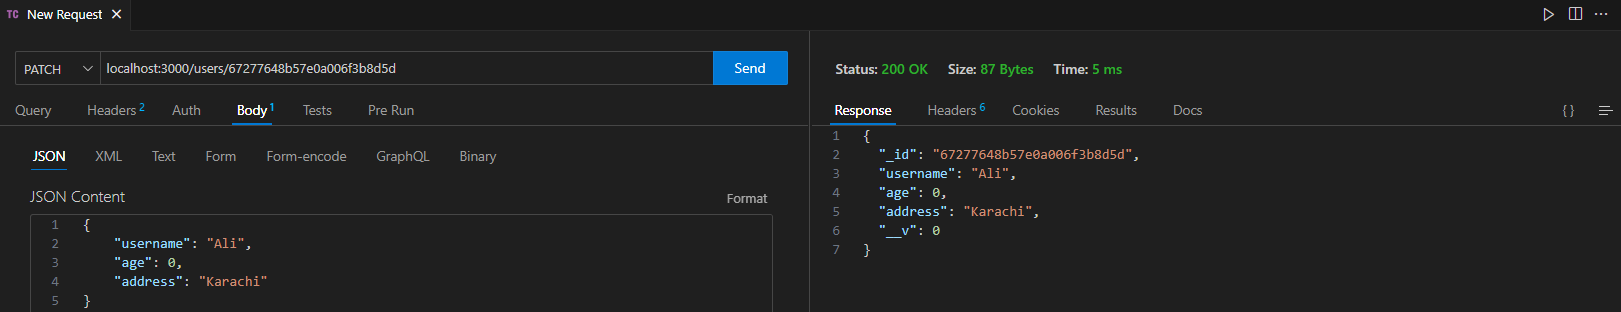 TC New Request ×
PATCH localhost:3000/users/67277648b57e0a006f3b8d5d Send
Query Headers 2 Auth Body 1 Tests Pre Run
JSON XML Text Form Form-encode GraphQL Binary
JSON Content Format
1 {
2 "username": "Ali",
3 "age": 0,
4 "address": "Karachi"
5 }
Status: 200 OK Size: 87 Bytes Time: 5 ms
Response Headers 6 Cookies Results Docs { }
1 {
2 "_id": "67277648b57e0a006f3b8d5d",
3 "username": "Ali",
4 "age": 0,
5 "address": "Karachi",
6 "__v": 0
7 }